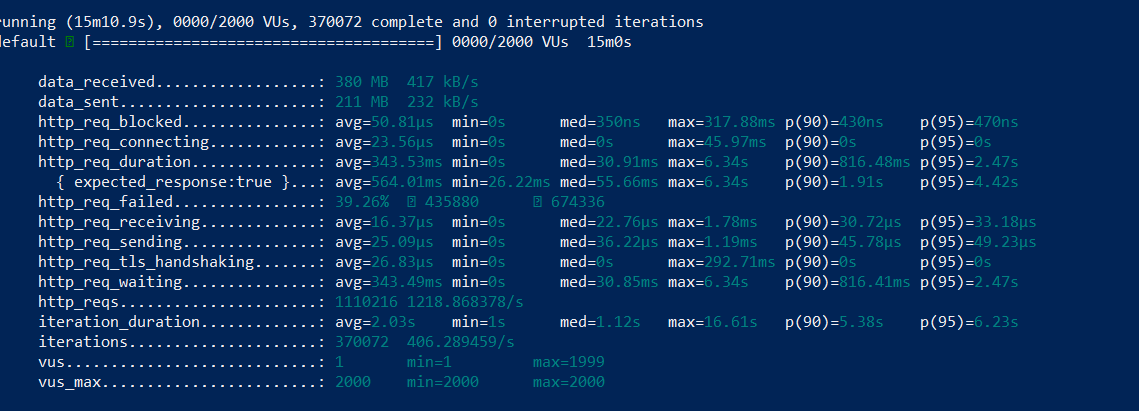 running (15m10.9s), 0000/2000 VUs, 370072 complete and 0 interrupted iterations
default [======================================] 0000/2000 VUs  15m0s
data_received..................: 380 MB  417 kB/s
data_sent......................: 211 MB  232 kB/s
http_req_blocked...............: avg=50.81µs  min=0s      med=350ns   max=317.88ms p(90)=430ns    p(95)=470ns
http_req_connecting............: avg=23.56µs  min=0s      med=0s      max=45.97ms  p(90)=0s       p(95)=0s
http_req_duration..............: avg=343.53ms min=0s      med=30.91ms max=6.34s    p(90)=816.48ms p(95)=2.47s
{ expected_response:true }...: avg=564.01ms min=26.22ms med=55.66ms max=6.34s    p(90)=1.91s    p(95)=4.42s
http_req_failed................: 39.26%  435880      674336
http_req_receiving.............: avg=16.37µs  min=0s      med=22.76µs max=1.78ms   p(90)=30.72µs  p(95)=33.18µs
http_req_sending...............: avg=25.09µs  min=0s      med=36.22µs max=1.19ms   p(90)=45.78µs  p(95)=49.23µs
http_req_tls_handshaking.......: avg=26.83µs  min=0s      med=0s      max=292.71ms p(90)=0s       p(95)=0s
http_req_waiting...............: avg=343.49ms min=0s      med=30.85ms max=6.34s    p(90)=816.41ms p(95)=2.47s
http_reqs......................: 1110216 1218.868378/s
iteration_duration.............: avg=2.03s    min=1s      med=1.12s   max=16.61s   p(90)=5.38s    p(95)=6.23s
iterations.....................: 370072  406.289459/s
vus............................: 1       min=1         max=1999
vus_max........................: 2000    min=2000      max=2000